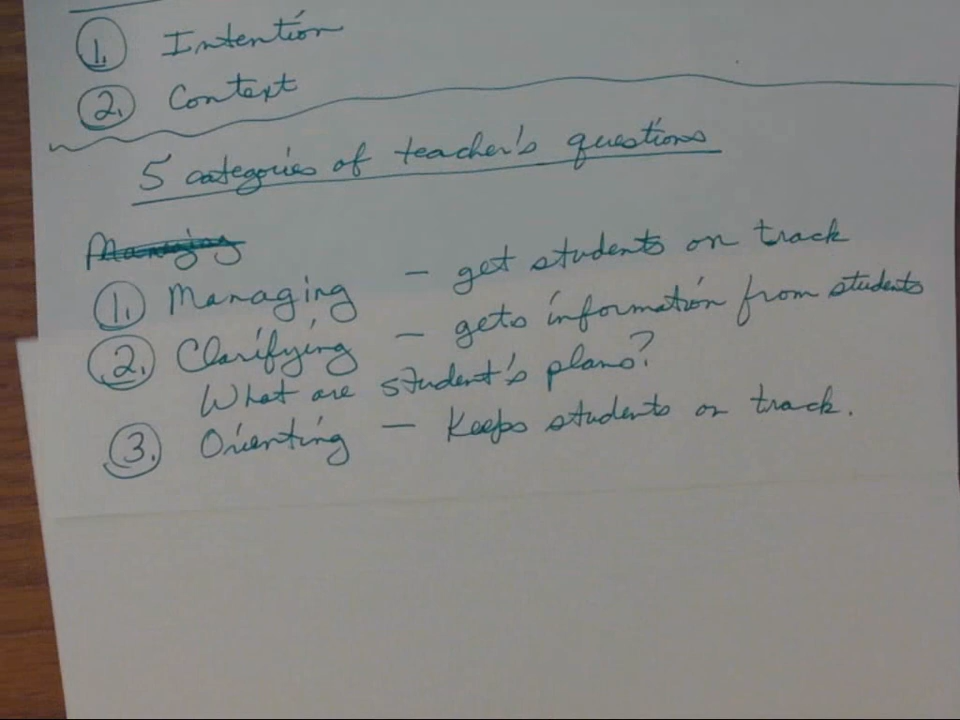 1. Intention
2. Context
5 categories of teacher's questions
Managing
1. Managing - get students on track
2. Clarifying - gets information from students
What are student's plans?
3. Orienting - Keeps students on track.